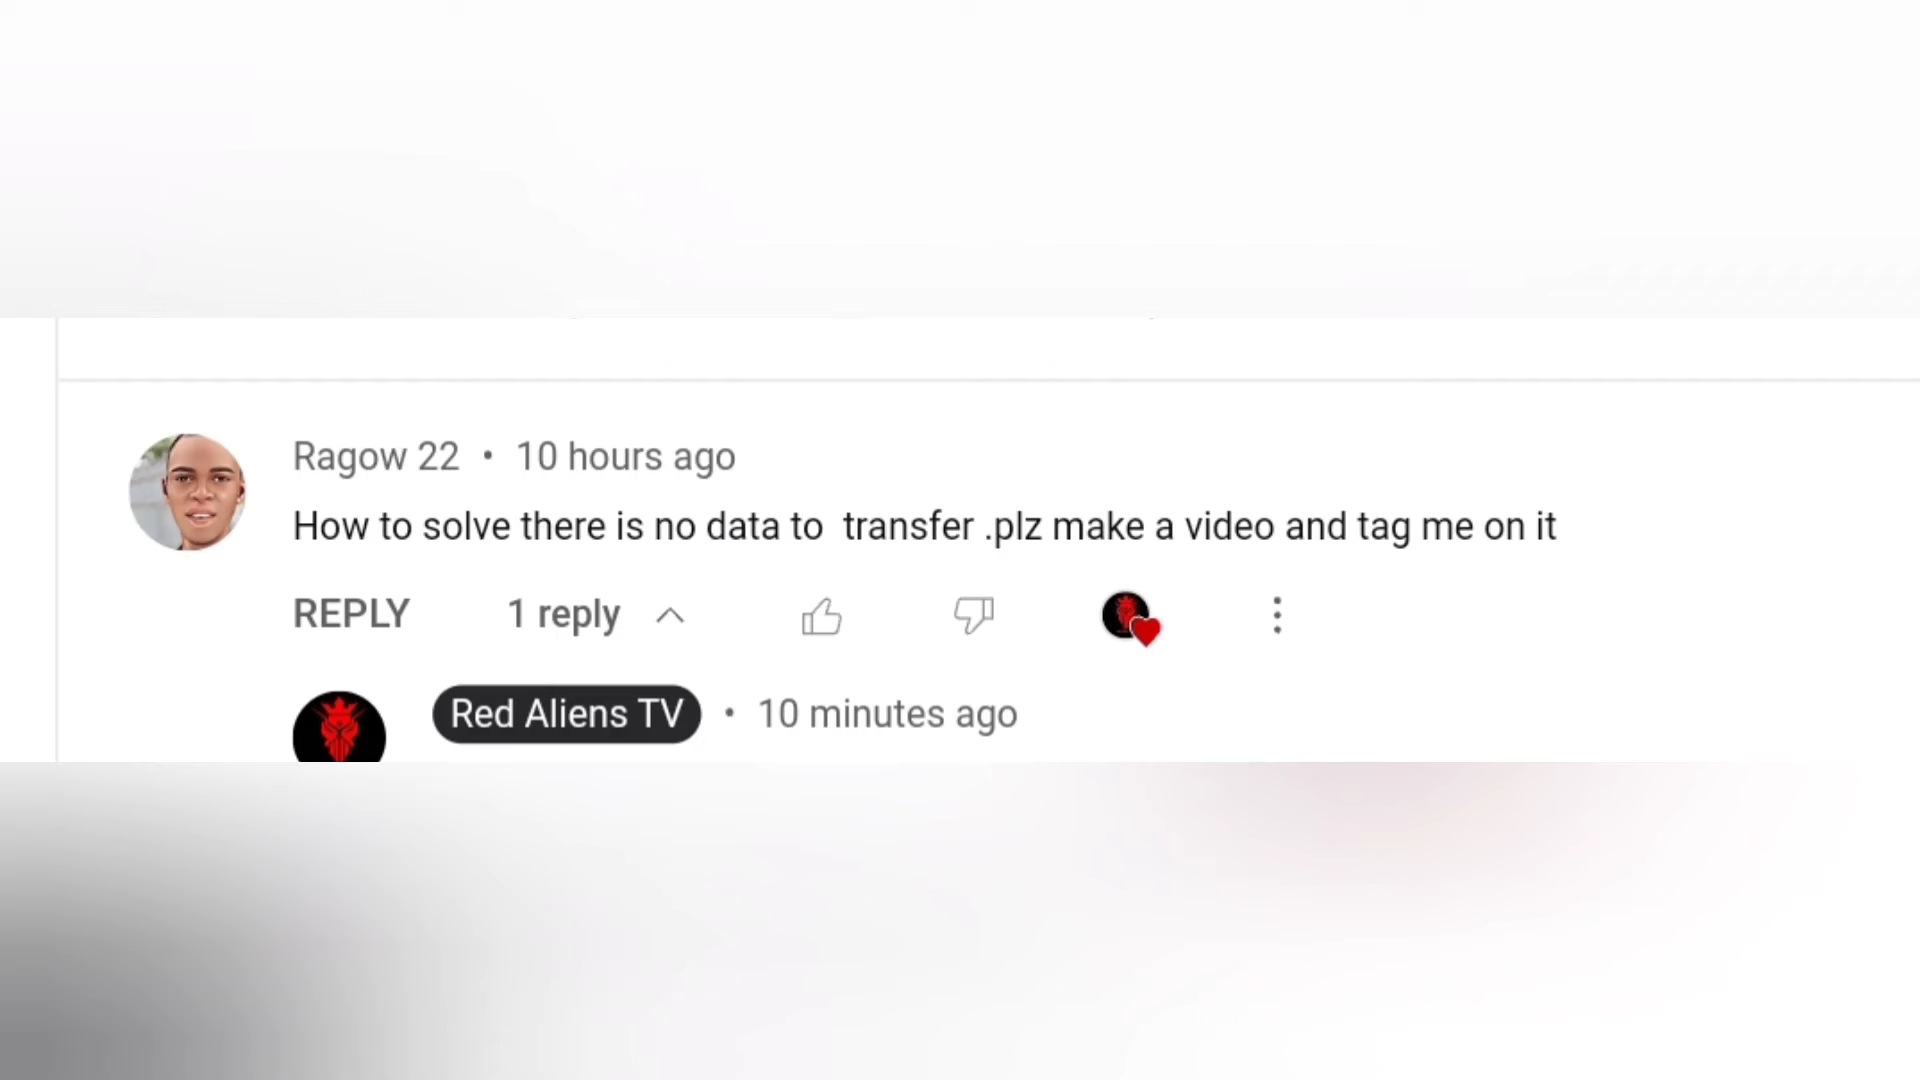 Ragow 22 • 10 hours ago
How to solve there is no data to  transfer .plz make a video and tag me on it
REPLY 1 reply
Red Aliens TV • 10 minutes ago